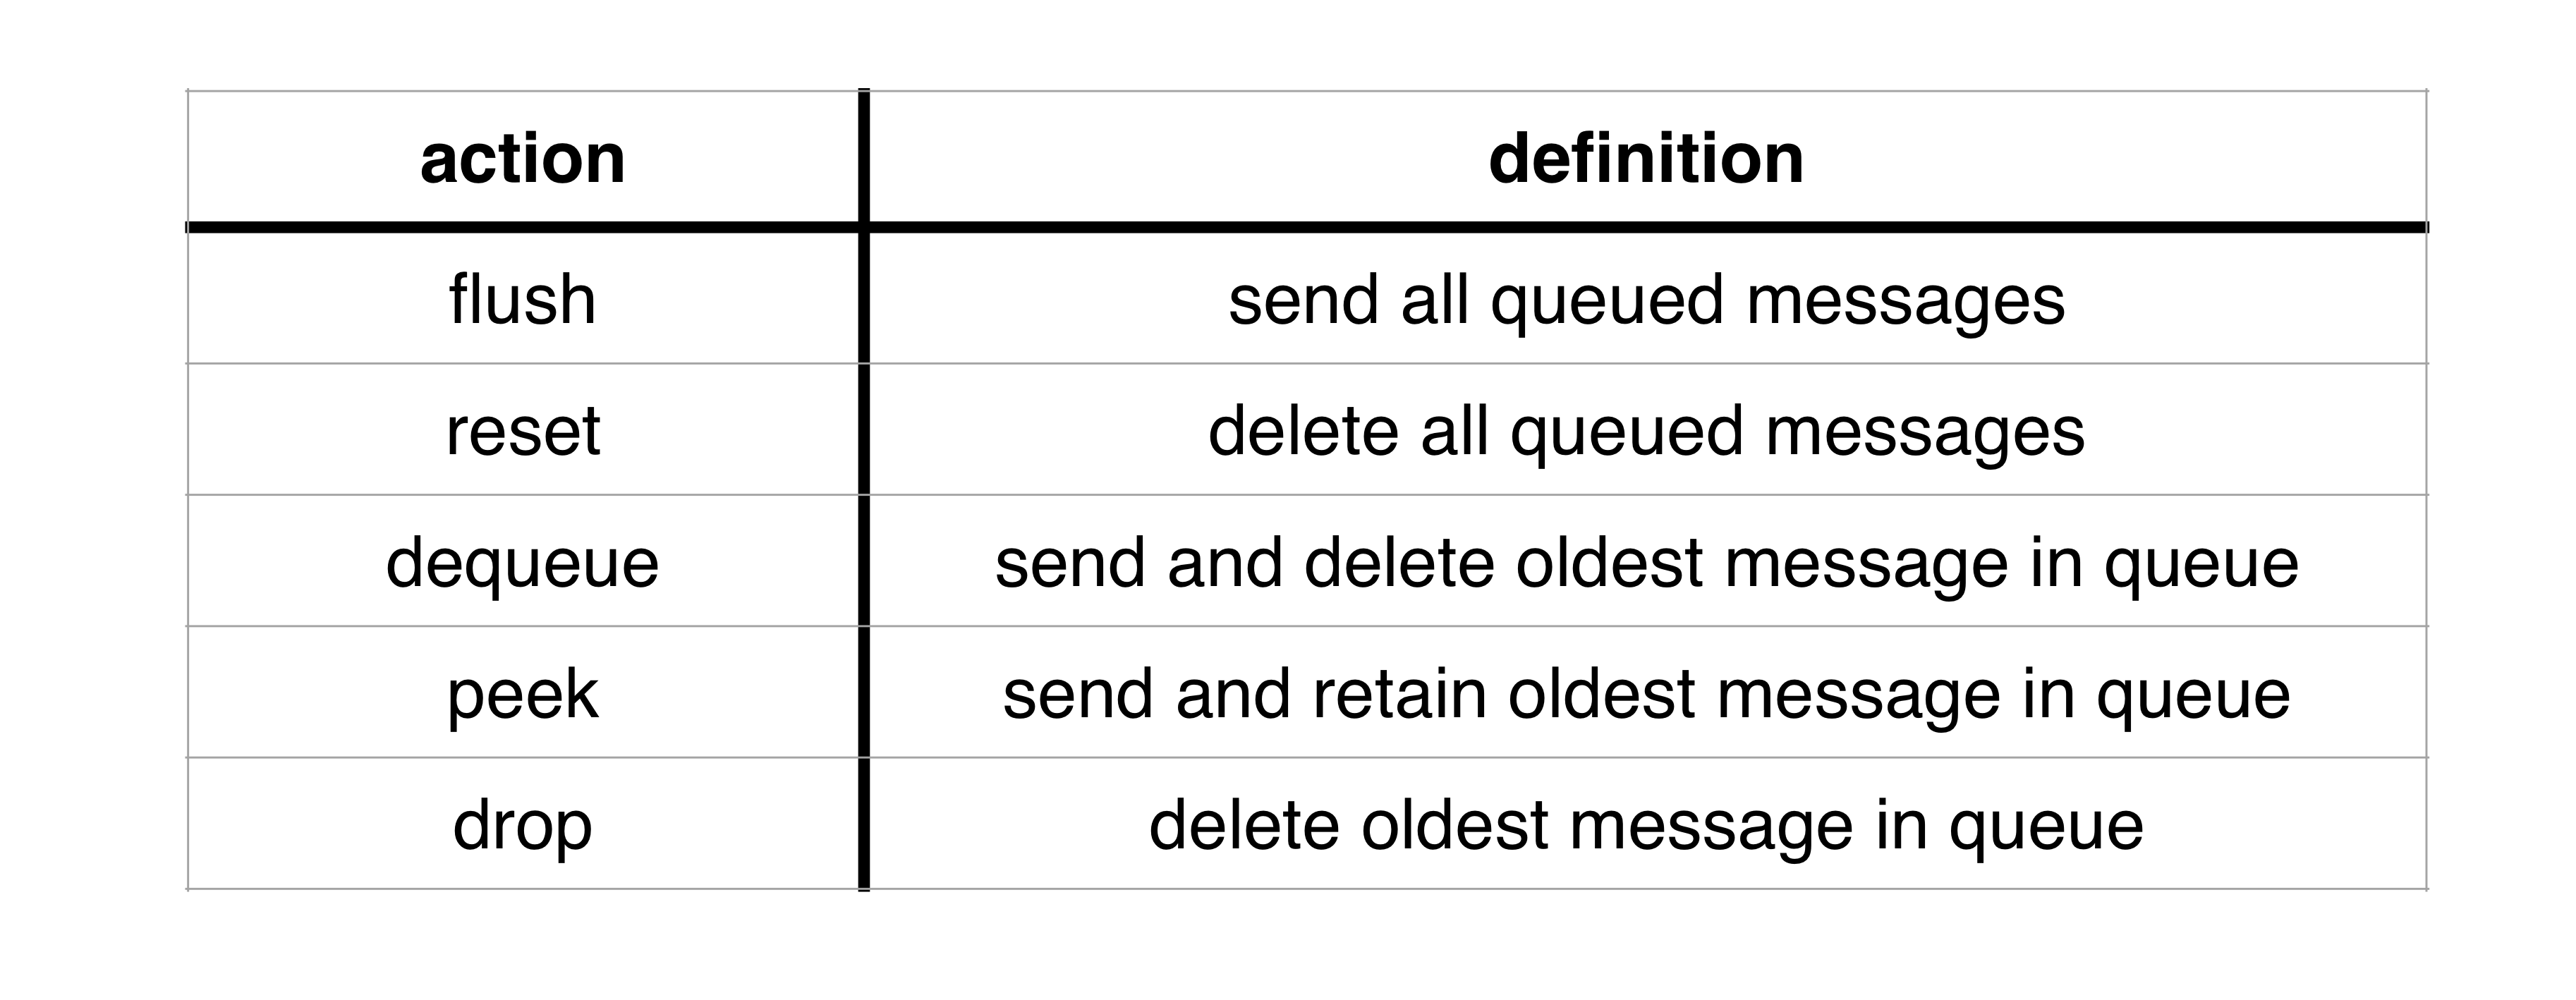 action definition
flush send all queued messages
reset delete all queued messages
dequeue send and delete oldest message in queue
peek send and retain oldest message in queue
drop delete oldest message in queue